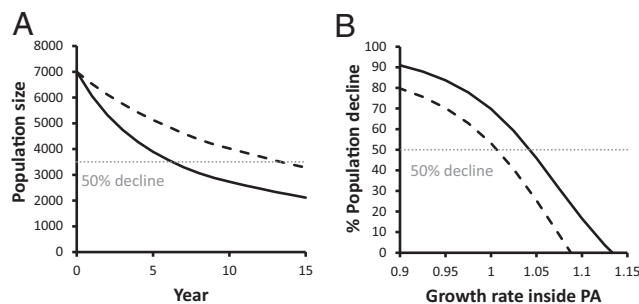 A
8000
7000
6000
5000
4000
3000
2000
1000
0
Population size
50% decline
0 5 10 15
Year
B
100
90
80
70
60
50
40
30
20
10
0
% Population decline
50% decline
0.9 0.95 1 1.05 1.1 1.15
Growth rate inside PA